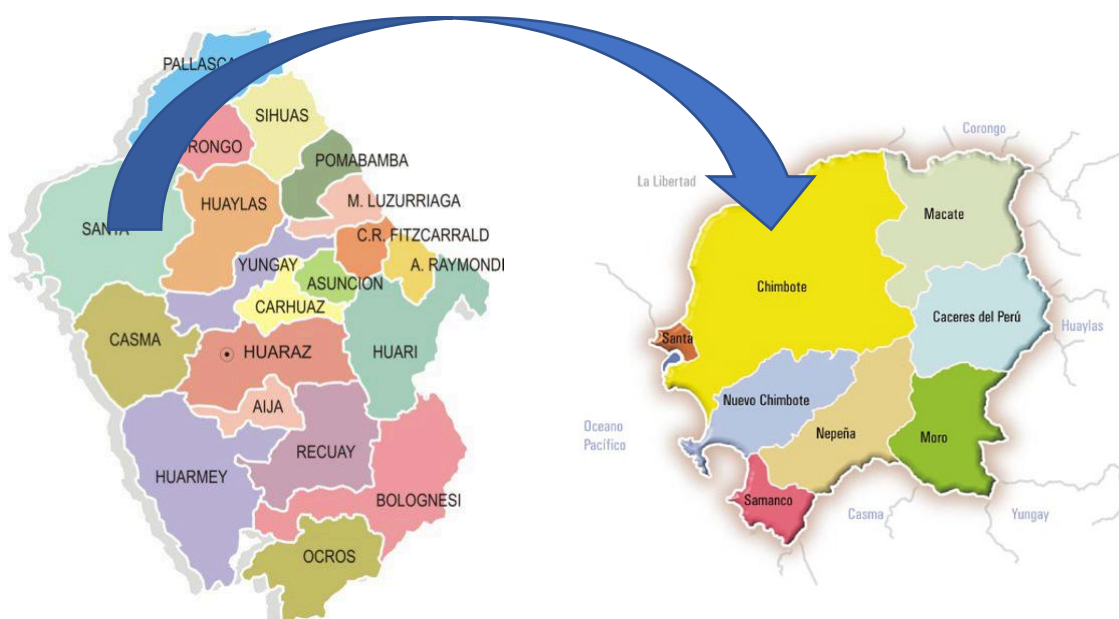 PALLASCA
SIHUAS
ORONGO
POMABAMBA
HUAYLAS
M. LUZURRIAGA
SANTA
C.R. FITZCARRALD
YUNGAY
A. RAYMONDI
ASUNCION
CARHUAZ
CASMA
HUARAZ
HUARI
AIJA
RECUAY
HUARMEY
BOLOGNESI
OCROS
Corongo
La Libertad
Macate
Chimbote
Caceres del Perú
Huaylas
Santa
Nuevo Chimbote
Oceano
Pacífico
Nepeña
Moro
Samanco
Casma
Yungay